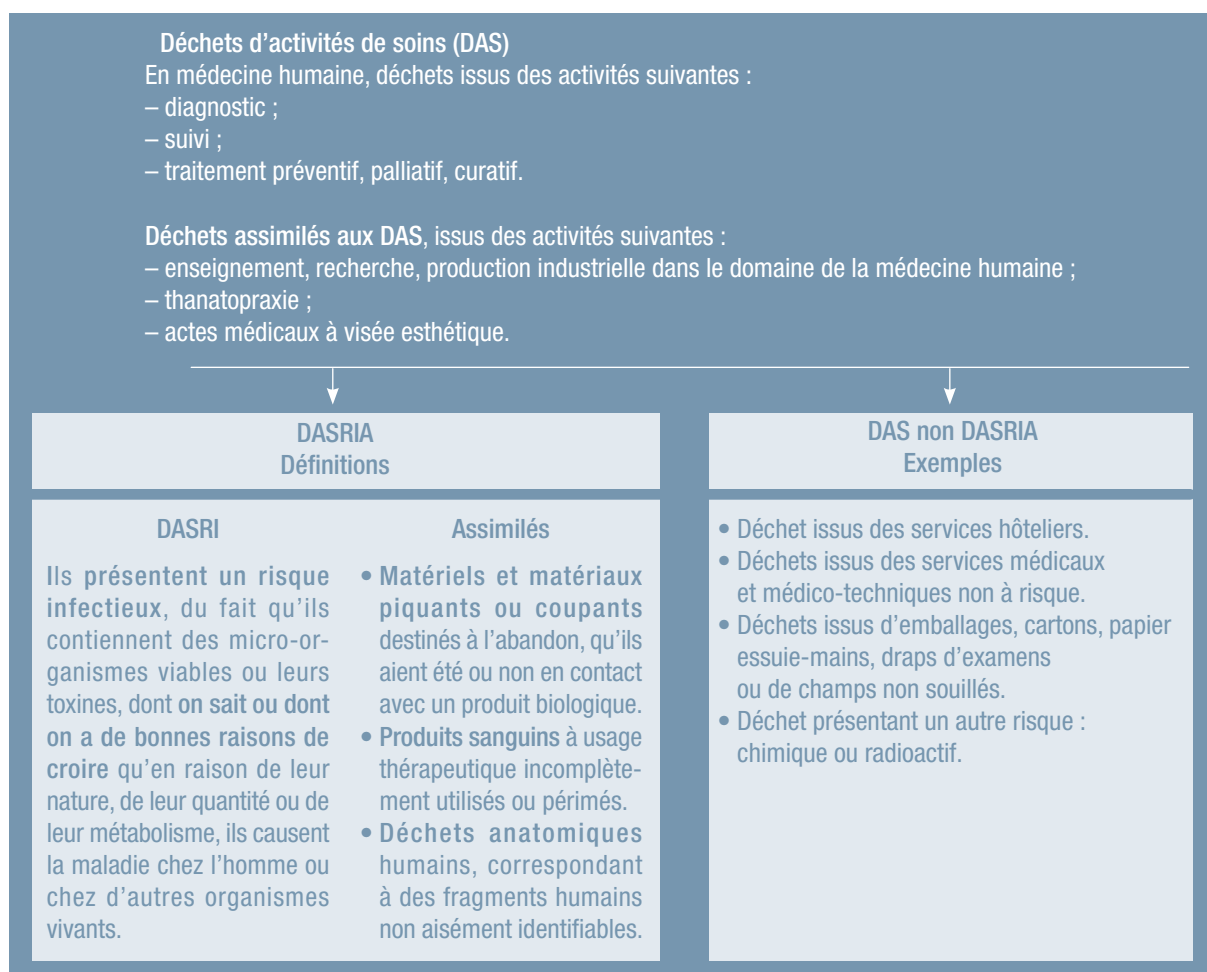 Déchets d'activités de soins (DAS)
En médecine humaine, déchets issus des activités suivantes :
– diagnostic ;
– suivi ;
– traitement préventif, palliatif, curatif.
Déchets assimilés aux DAS, issus des activités suivantes :
– enseignement, recherche, production industrielle dans le domaine de la médecine humaine ;
– thanatopraxie ;
– actes médicaux à visée esthétique.
DASRIA
Définitions
DASRI
Ils présentent un risque
infectieux, du fait qu'ils
contiennent des micro-or-
ganismes viables ou leurs
toxines, dont on sait ou dont
on a de bonnes raisons de
croire qu'en raison de leur
nature, de leur quantité ou de
leur métabolisme, ils causent
la maladie chez l'homme ou
chez d'autres organismes
vivants.
Assimilés
• Matériels et matériaux
piquants ou coupants
destinés à l'abandon, qu'ils
aient été ou non en contact
avec un produit biologique.
• Produits sanguins à usage
thérapeutique incomplète-
ment utilisés ou périmés.
• Déchets anatomiques
humains, correspondant
à des fragments humains
non aisément identifiables.
DAS non DASRIA
Exemples
• Déchet issus des services hôteliers.
• Déchets issus des services médicaux
et médico-techniques non à risque.
• Déchets issus d'emballages, cartons, papier
essuie-mains, draps d'examens
ou de champs non souillés.
• Déchet présentant un autre risque :
chimique ou radioactif.